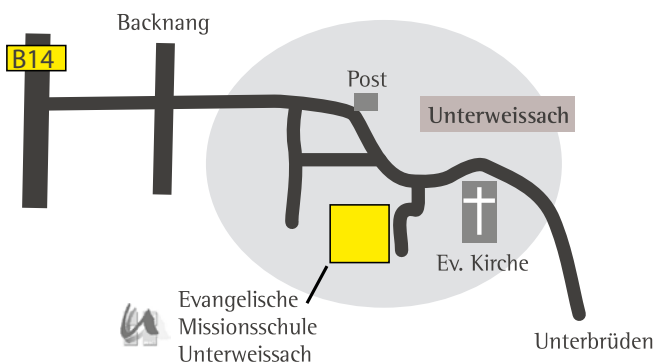 Backnang
B14
Post
Unterweissach
Ev. Kirche
Evangelische
Missionsschule
Unterweissach
Unterbrüden